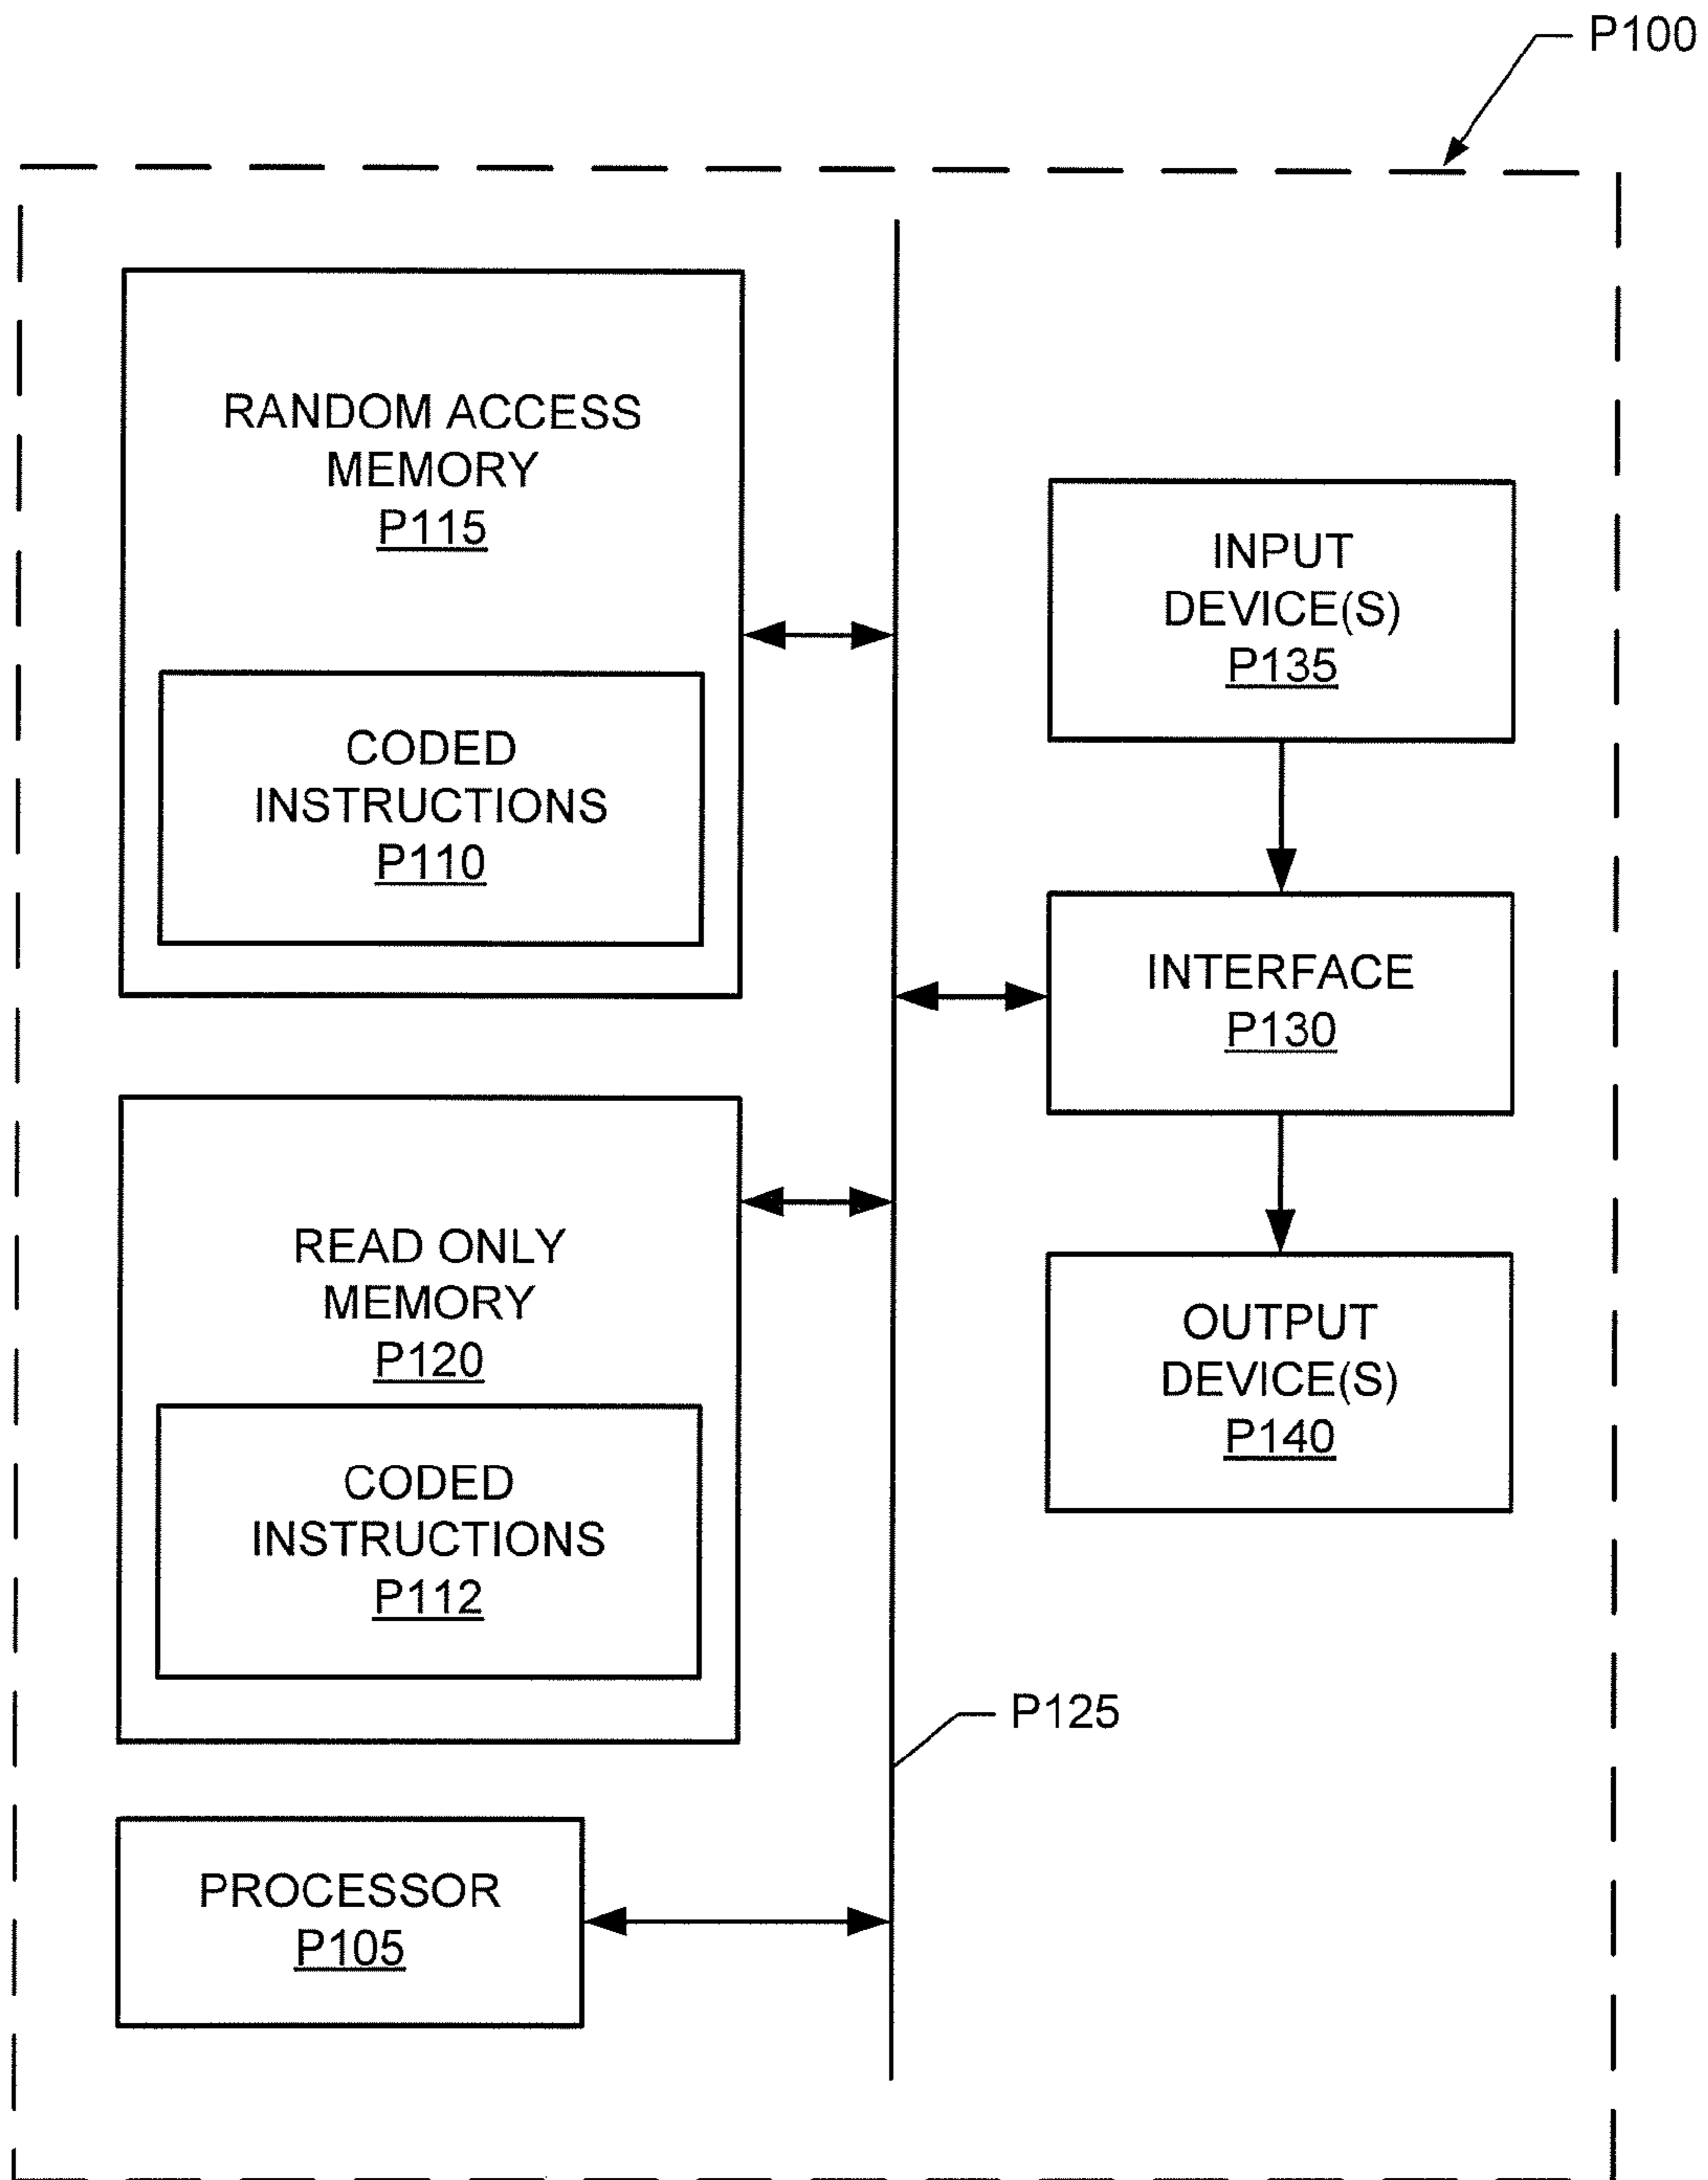 P100
RANDOM ACCESS
MEMORY
P115
CODED
INSTRUCTIONS
P110
READ ONLY
MEMORY
P120
CODED
INSTRUCTIONS
P112
PROCESSOR
P105
INPUT
DEVICE(S)
P135
INTERFACE
P130
OUTPUT
DEVICE(S)
P140
P125